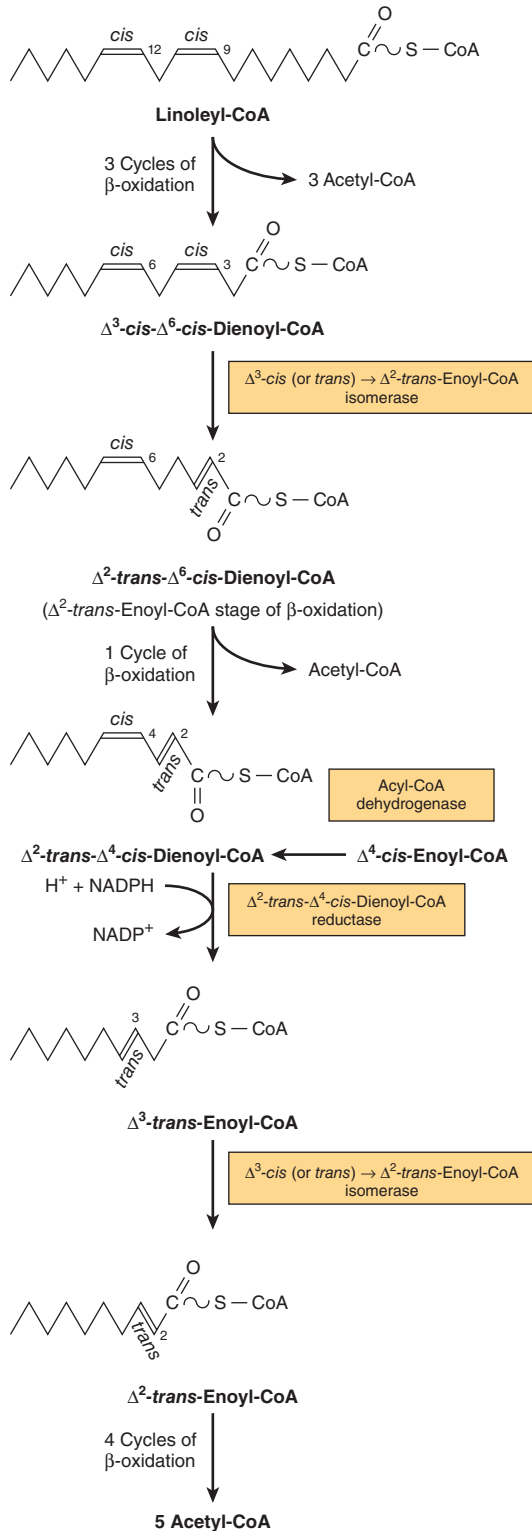 O
cis 12 cis 9 C S — CoA
Linoleyl-CoA
3 Cycles of
β-oxidation
3 Acetyl-CoA
O
cis 6 cis 3 C S — CoA
Δ³-cis-Δ⁶-cis-Dienoyl-CoA
Δ³-cis (or trans) → Δ²-trans-Enoyl-CoA
isomerase
cis 6 2
trans C S — CoA
O
Δ²-trans-Δ⁶-cis-Dienoyl-CoA
(Δ²-trans-Enoyl-CoA stage of β-oxidation)
1 Cycle of
β-oxidation
Acetyl-CoA
cis 4 2
trans C S — CoA
O
Acyl-CoA
dehydrogenase
Δ²-trans-Δ⁴-cis-Dienoyl-CoA
Δ⁴-cis-Enoyl-CoA
H⁺ + NADPH
NADP⁺
Δ²-trans-Δ⁴-cis-Dienoyl-CoA
reductase
O
3 C S — CoA
trans
Δ³-trans-Enoyl-CoA
Δ³-cis (or trans) → Δ²-trans-Enoyl-CoA
isomerase
O
C S — CoA
trans 2
Δ²-trans-Enoyl-CoA
4 Cycles of
β-oxidation
5 Acetyl-CoA